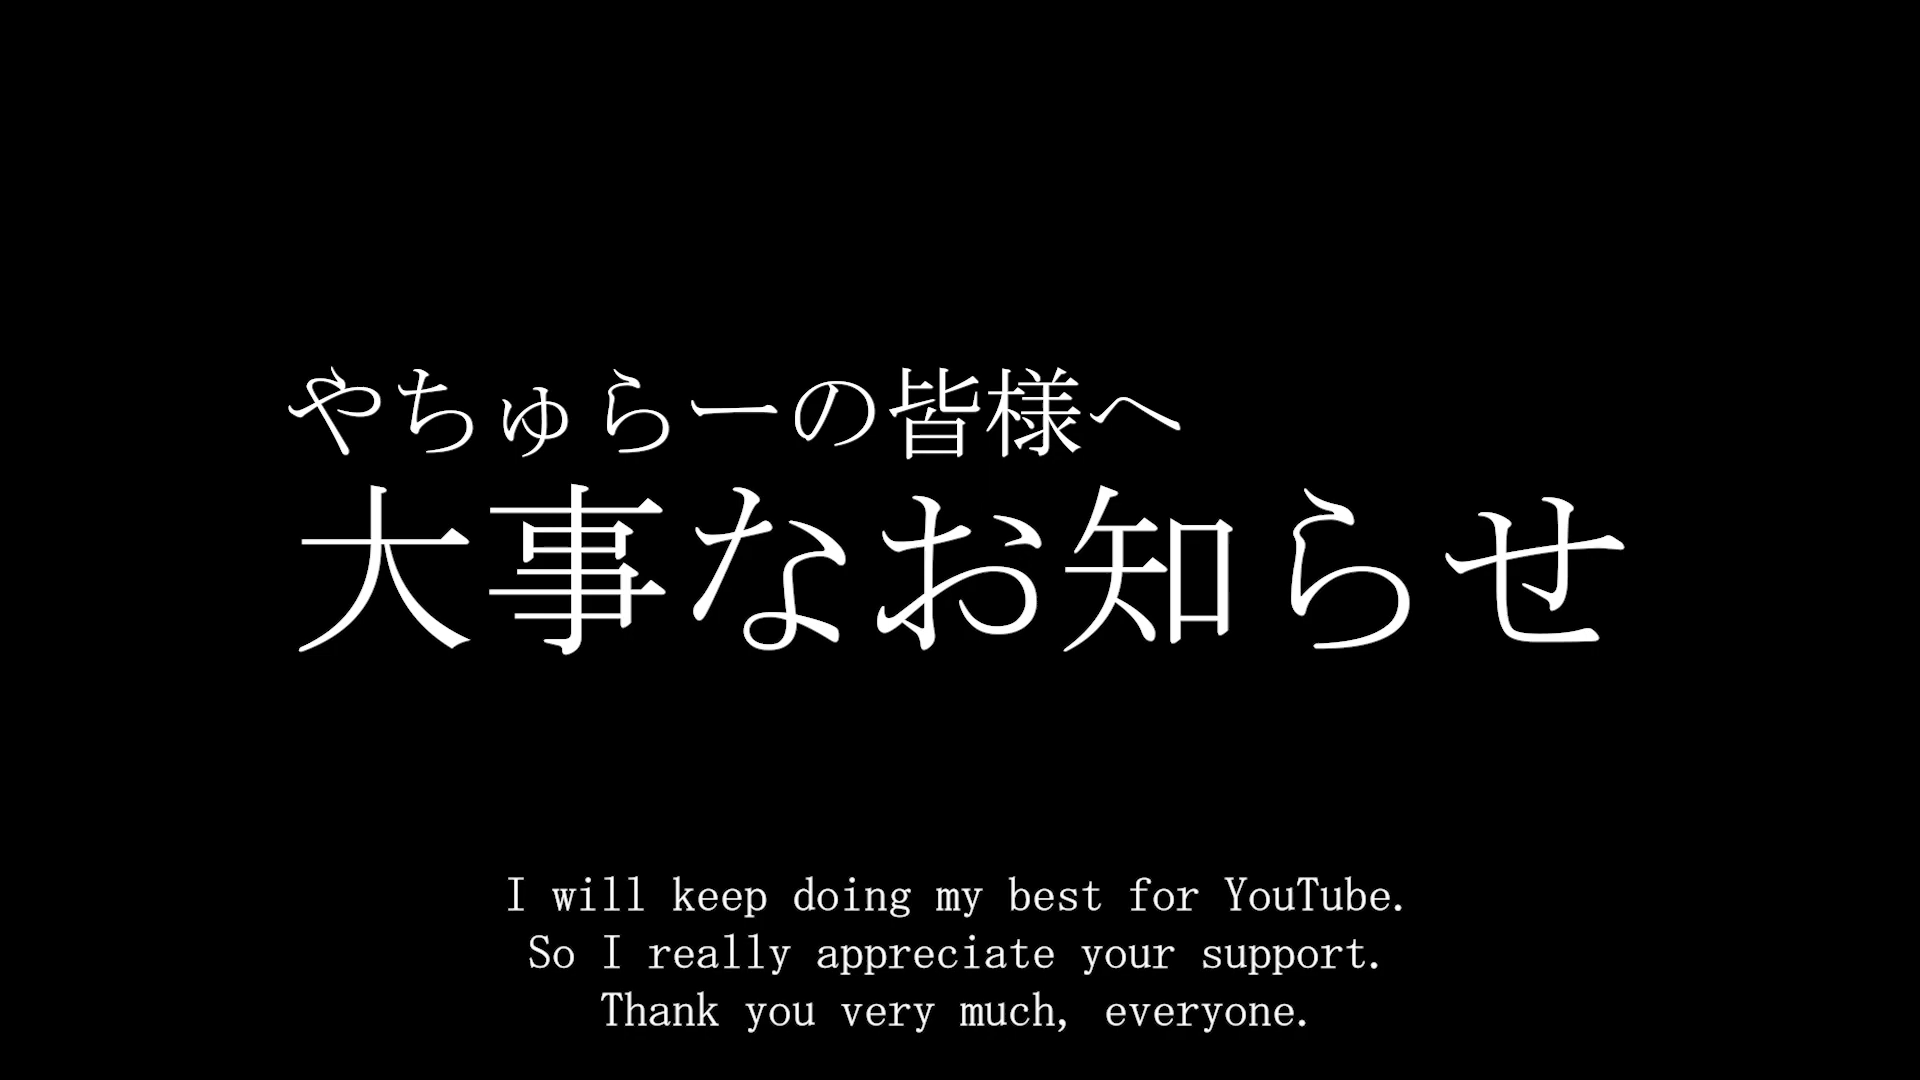 やちゅらーの皆様へ
大事なお知らせ
I will keep doing my best for YouTube.
So I really appreciate your support.
Thank you very much, everyone.